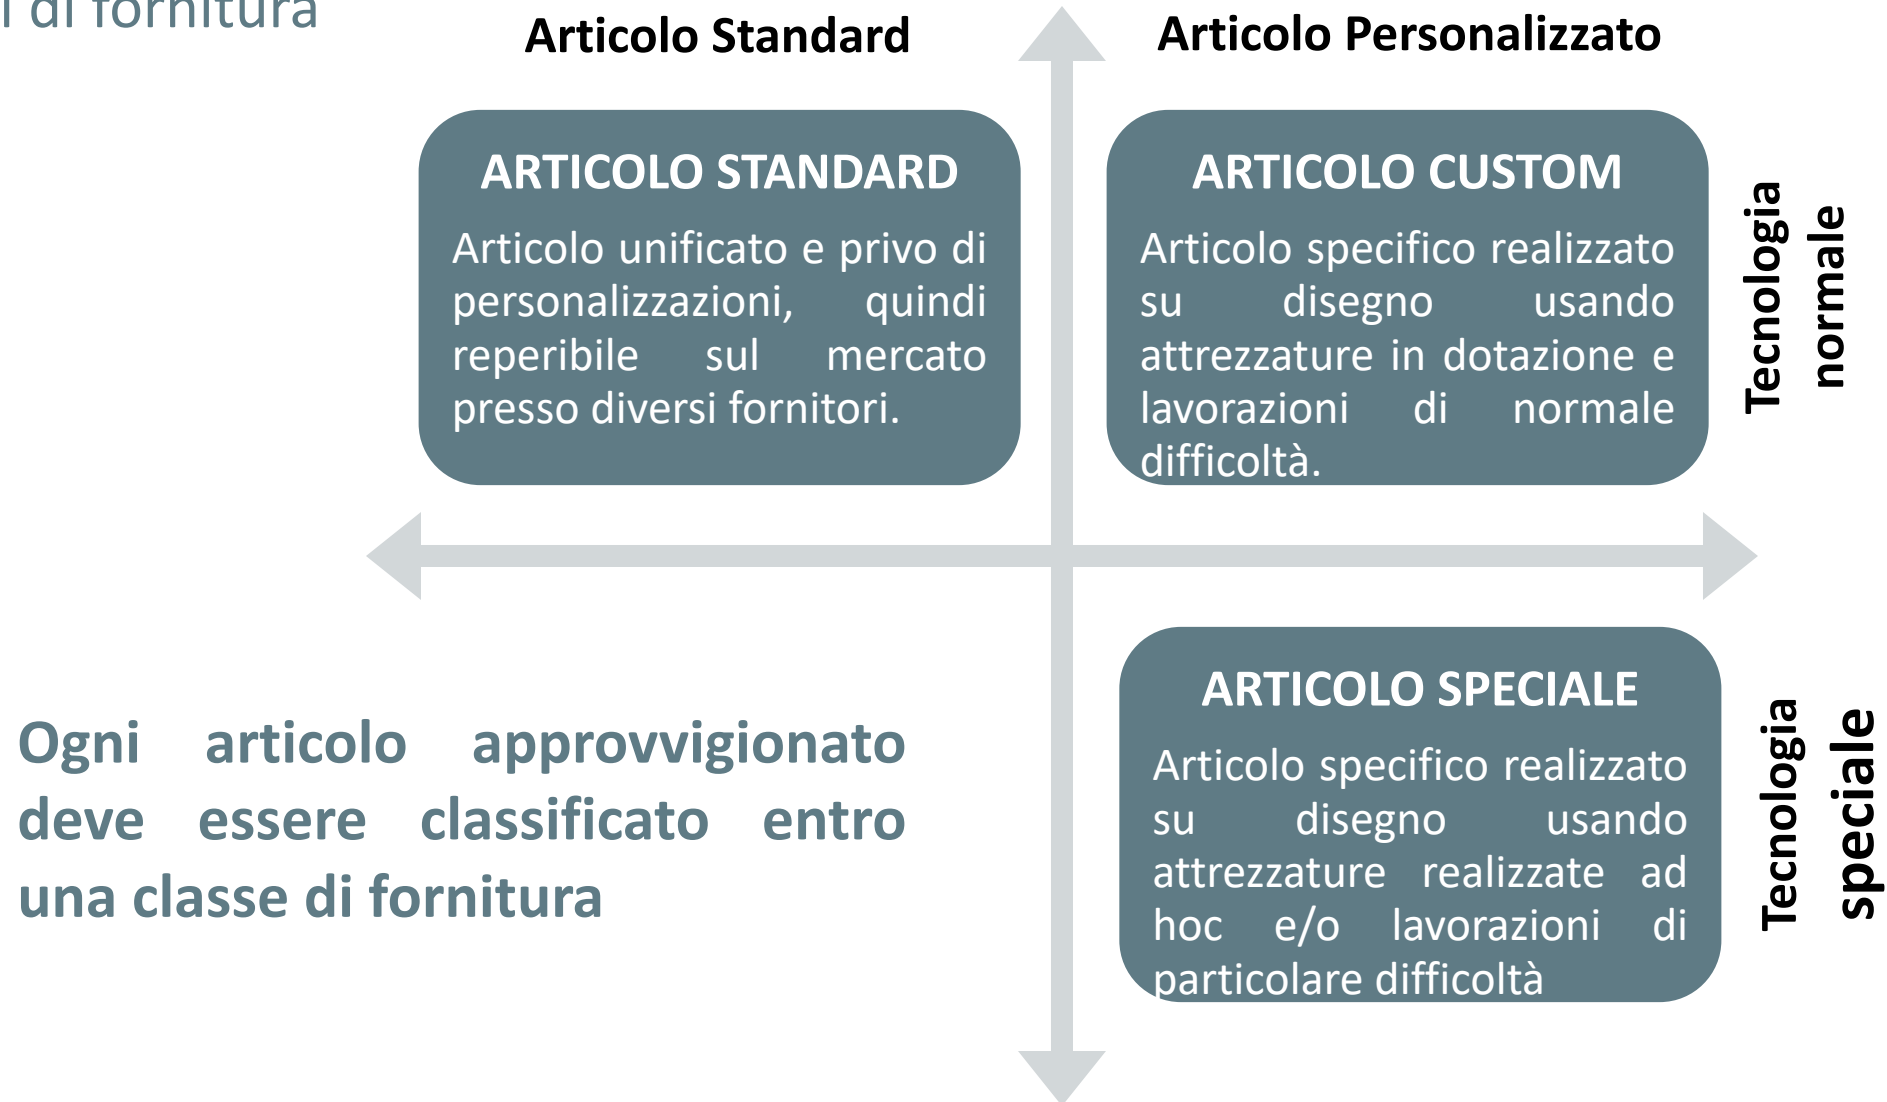 i di fornitura
Articolo Standard
Articolo Personalizzato
ARTICOLO STANDARD
Articolo unificato e privo di
personalizzazioni, quindi
reperibile sul mercato
presso diversi fornitori.
ARTICOLO CUSTOM
Articolo specifico realizzato
su disegno usando
attrezzature in dotazione e
lavorazioni di normale
difficoltà.
Tecnologia
normale
Ogni articolo approvvigionato
deve essere classificato entro
una classe di fornitura
ARTICOLO SPECIALE
Articolo specifico realizzato
su disegno usando
attrezzature realizzate ad
hoc e/o lavorazioni di
particolare difficoltà
Tecnologia
speciale